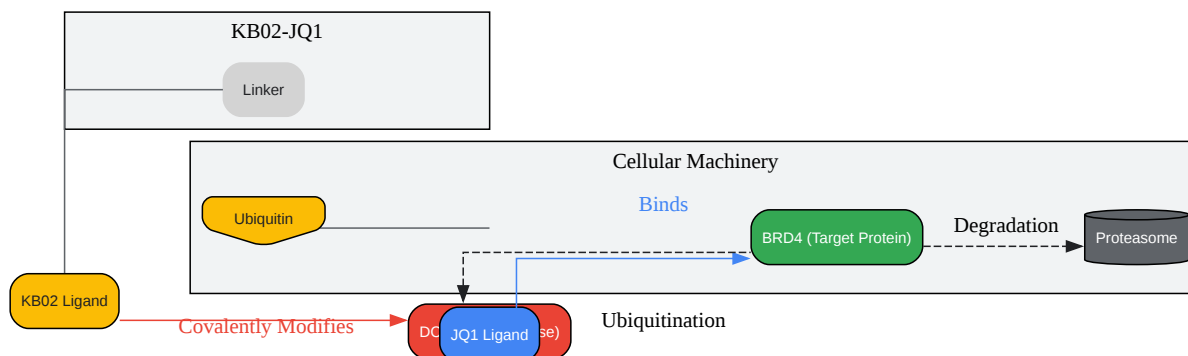 KB02-JQ1
Linker
Cellular Machinery
Ubiquitin
Binds
BRD4 (Target Protein)
Degradation
Proteasome
KB02 Ligand
Covalently Modifies
JQ1 Ligand
Ubiquitination